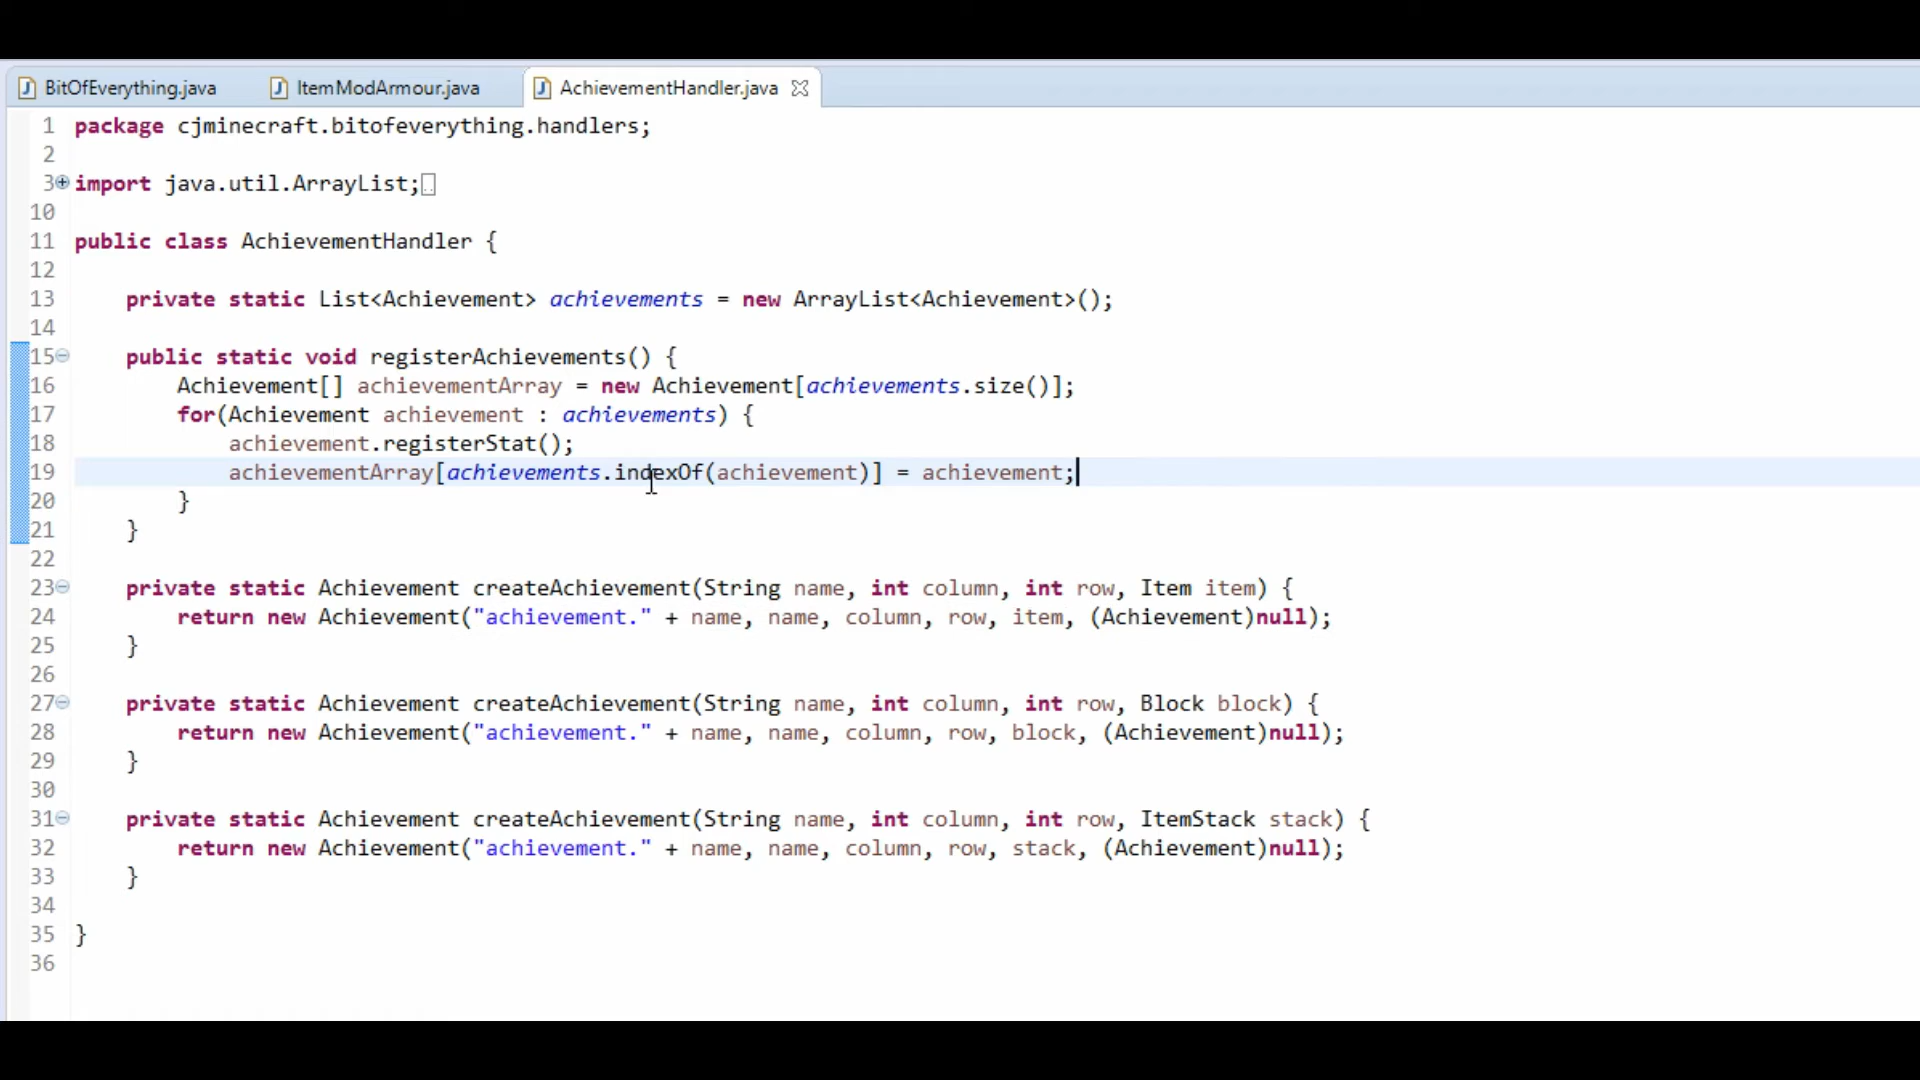 BitOfEverything.java ItemModArmour.java AchievementHandler.java
1 package cjminecraft.bitofeverything.handlers;
2
3 import java.util.ArrayList;
10
11 public class AchievementHandler {
12
13 private static List<Achievement> achievements = new ArrayList<Achievement>();
14
15 public static void registerAchievements() {
16 Achievement[] achievementArray = new Achievement[achievements.size()];
17 for(Achievement achievement : achievements) {
18 achievement.registerStat();
19 achievementArray[achievements.indexOf(achievement)] = achievement;
20 }
21 }
22
23 private static Achievement createAchievement(String name, int column, int row, Item item) {
24 return new Achievement("achievement." + name, name, column, row, item, (Achievement)null);
25 }
26
27 private static Achievement createAchievement(String name, int column, int row, Block block) {
28 return new Achievement("achievement." + name, name, column, row, block, (Achievement)null);
29 }
30
31 private static Achievement createAchievement(String name, int column, int row, ItemStack stack) {
32 return new Achievement("achievement." + name, name, column, row, stack, (Achievement)null);
33 }
34
35 }
36